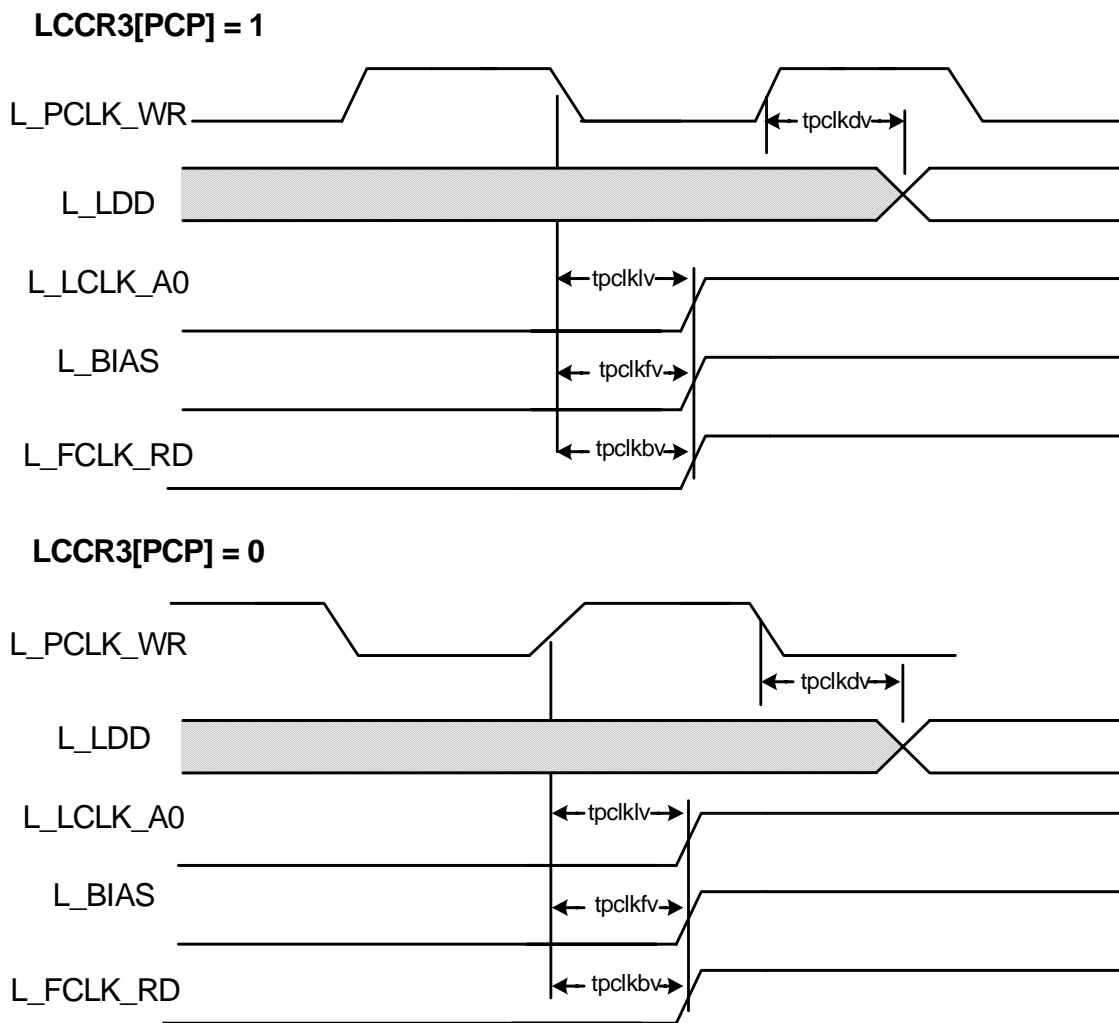 LCCR3[PCP] = 1
L_PCLK_WR
tpclkdv
L_LDD
L_LCLK_A0
tpclklv
L_BIAS
tpclkfv
L_FCLK_RD
tpclkbv
LCCR3[PCP] = 0
L_PCLK_WR
tpclkdv
L_LDD
L_LCLK_A0
tpclklv
L_BIAS
tpclkfv
L_FCLK_RD
tpclkbv